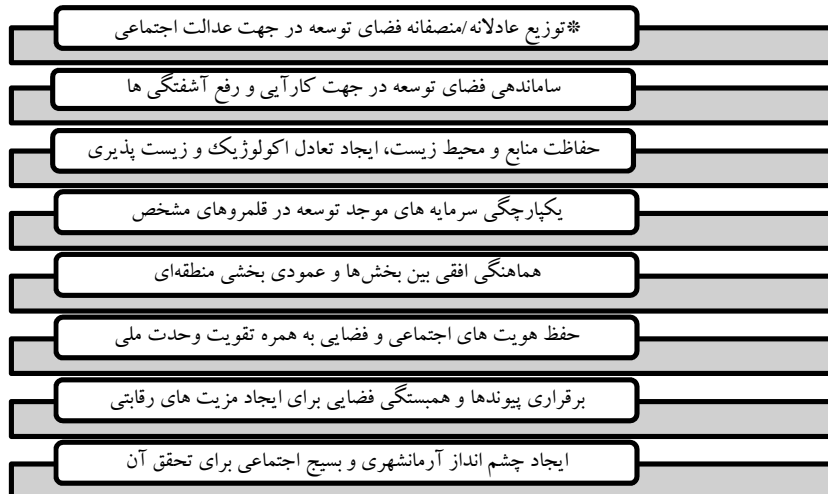 *توزیع عادلانه/منصفانه فضای توسعه در جهت عدالت اجتماعی
ساماندهی فضای توسعه در جهت کارآیی و رفع آشفتگی ها
حفاظت منابع و محیط زیست، ایجاد تعادل اکولوژیک و زیست پذیری
یکپارچگی سرمایه های موجد توسعه در قلمروهای مشخص
هماهنگی افقی بین بخش‌ها و عمودی بخشی منطقه‌ای
حفظ هویت های اجتماعی و فضایی به همره تقویت وحدت ملی
برقراری پیوندها و همبستگی فضایی برای ایجاد مزیت های رقابتی
ایجاد چشم انداز آرمانشهری و بسیج اجتماعی برای تحقق آن